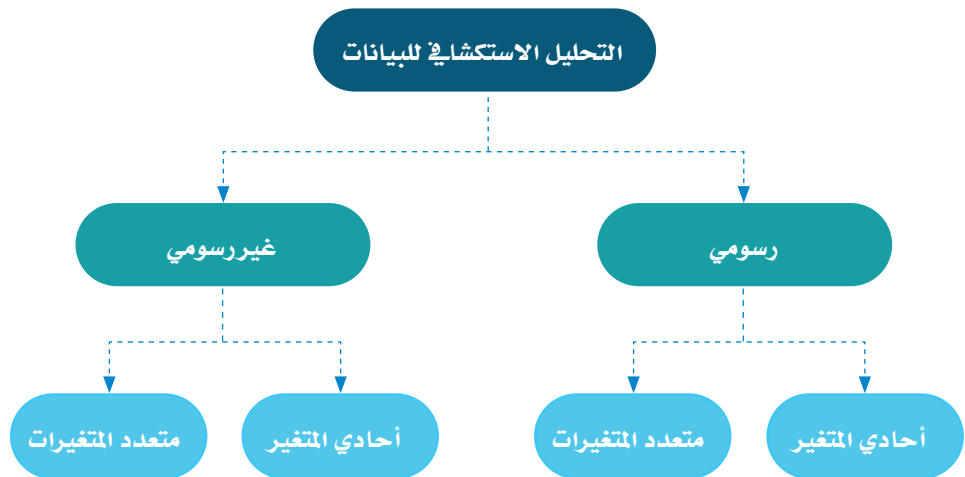 التحليل الاستكشافي للبيانات
رسومي
غير رسومي
أحادي المتغير
متعدد المتغيرات
أحادي المتغير
متعدد المتغيرات